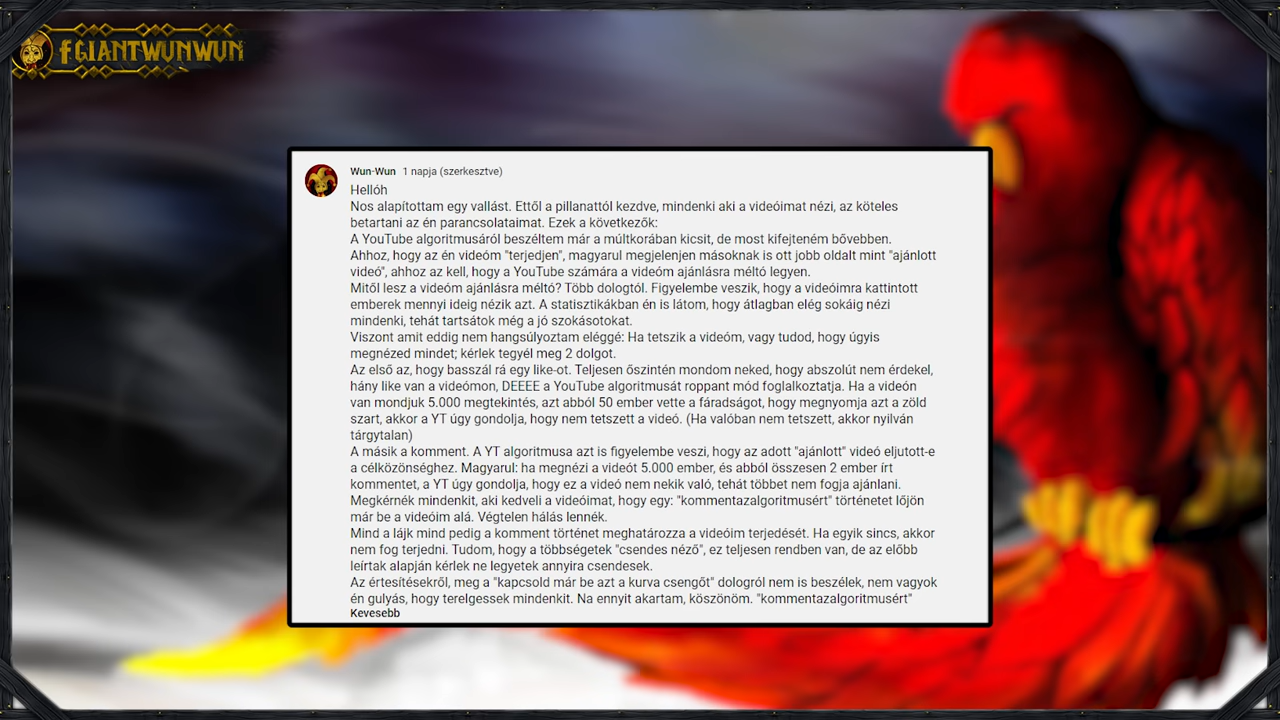 fGIANTWUNWUN
Wun-Wun 1 napja (szerkesztve)
Hellóh
Nos alapítottam egy vallást. Ettől a pillanattól kezdve, mindenki aki a videóimat nézi, az köteles
betartani az én parancsolataimat. Ezek a következők:
A YouTube algoritmusáról beszéltem már a múltkorában kicsit, de most kifejteném bővebben.
Ahhoz, hogy az én videóm "terjedjen", magyarul megjelenjen másoknak is ott jobb oldalt mint "ajánlott
videó", ahhoz az kell, hogy a YouTube számára a videóm ajánlásra méltó legyen.
Mitől lesz a videóm ajánlásra méltó? Több dologtól. Figyelembe veszik, hogy a videóimra kattintott
emberek mennyi ideig nézik azt. A statisztikákban én is látom, hogy átlagban elég sokáig nézi
mindenki, tehát tartsátok még a jó szokásotokat.
Viszont amit eddig nem hangsúlyoztam eléggé: Ha tetszik a videóm, vagy tudod, hogy úgyis
megnézed mindet; kérlek tegyél meg 2 dolgot.
Az első az, hogy basszál rá egy like-ot. Teljesen őszintén mondom neked, hogy abszolút nem érdekel,
hány like van a videómon, DEEEE a YouTube algoritmusát roppant mód foglalkoztatja. Ha a videón
van mondjuk 5.000 megtekintés, azt abból 50 ember vette a fáradságot, hogy megnyomja azt a zöld
szart, akkor a YT úgy gondolja, hogy nem tetszett a videó. (Ha valóban nem tetszett, akkor nyilván
tárgytalan)
A másik a komment. A YT algoritmusa azt is figyelembe veszi, hogy az adott "ajánlott" videó eljutott-e
a célközönséghez. Magyarul: ha megnézi a videót 5.000 ember, és abból összesen 2 ember írt
kommentet, a YT úgy gondolja, hogy ez a videó nem nekik való, tehát többet nem fogja ajánlani.
Megkérnék mindenkit, aki kedveli a videóimat, hogy egy: "kommentazalgoritmusért" történetet lőjön
már be a videóim alá. Végtelen hálás lennék.
Mind a lájk mind pedig a komment történet meghatározza a videóim terjedését. Ha egyik sincs, akkor
nem fog terjedni. Tudom, hogy a többségetek "csendes néző", ez teljesen rendben van, de az előbb
leírtak alapján kérlek ne legyetek annyira csendesek.
Az értesítésekről, meg a "kapcsold már be azt a kurva csengőt" dologról nem is beszélek, nem vagyok
én gulyás, hogy terelgessek mindenkit. Na ennyit akartam, köszönöm. "kommentazalgoritmusért"
Kevesebb